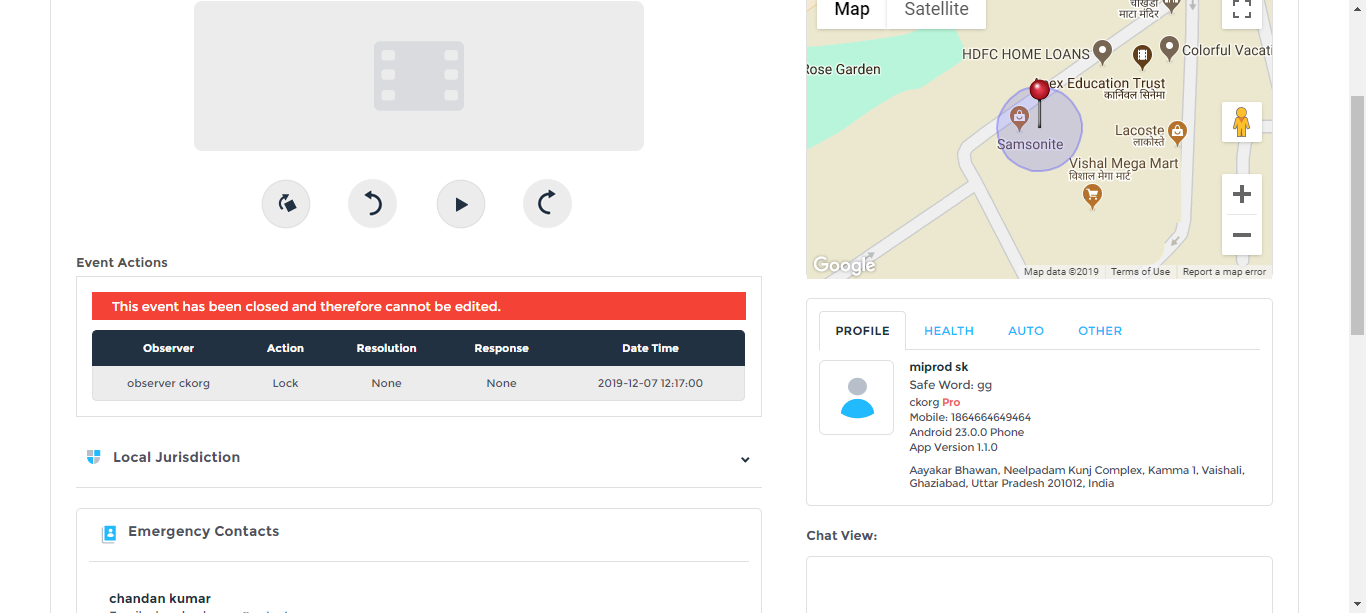 Event Actions
This event has been closed and therefore cannot be edited.
Observer Action Resolution Response Date Time
observer ckorg Lock None None 2019-12-07 12:17:00
Local Jurisdiction
Emergency Contacts
chandan kumar
Map Satellite
माटा मंदिर
HDFC HOME LOANS
Colorful Vacati
Rose Garden
Apex Education Trust
कार्निवल सिनेमा
Samsonite
Lacoste
लाकोस्ते
Vishal Mega Mart
विशाल मेगा मार्ट
Google
Map data ©2019 Terms of Use Report a map error
PROFILE HEALTH AUTO OTHER
miprod sk
Safe Word: gg
ckorg Pro
Mobile: 1864664649464
Android 23.0.0 Phone
App Version 1.1.0
Aayakar Bhawan, Neelpadam Kunj Complex, Kamma 1, Vaishali,
Ghaziabad, Uttar Pradesh 201012, India
Chat View: